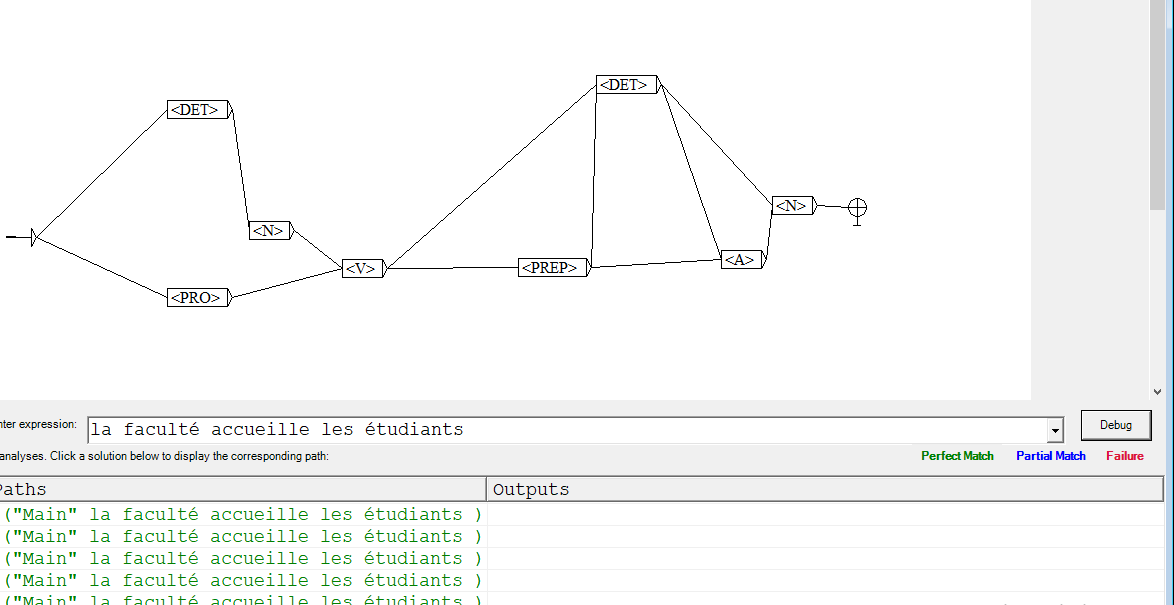 <DET>
<DET>
<N>
<N>
<A>
<V>
<PREP>
<PRO>
nter expression: la faculté accueille les étudiants Debug
analyses. Click a solution below to display the corresponding path: Perfect Match Partial Match Failure
Paths Outputs
("Main" la faculté accueille les étudiants )
("Main" la faculté accueille les étudiants )
("Main" la faculté accueille les étudiants )
("Main" la faculté accueille les étudiants )
("Main" la faculté accueille les étudiants )